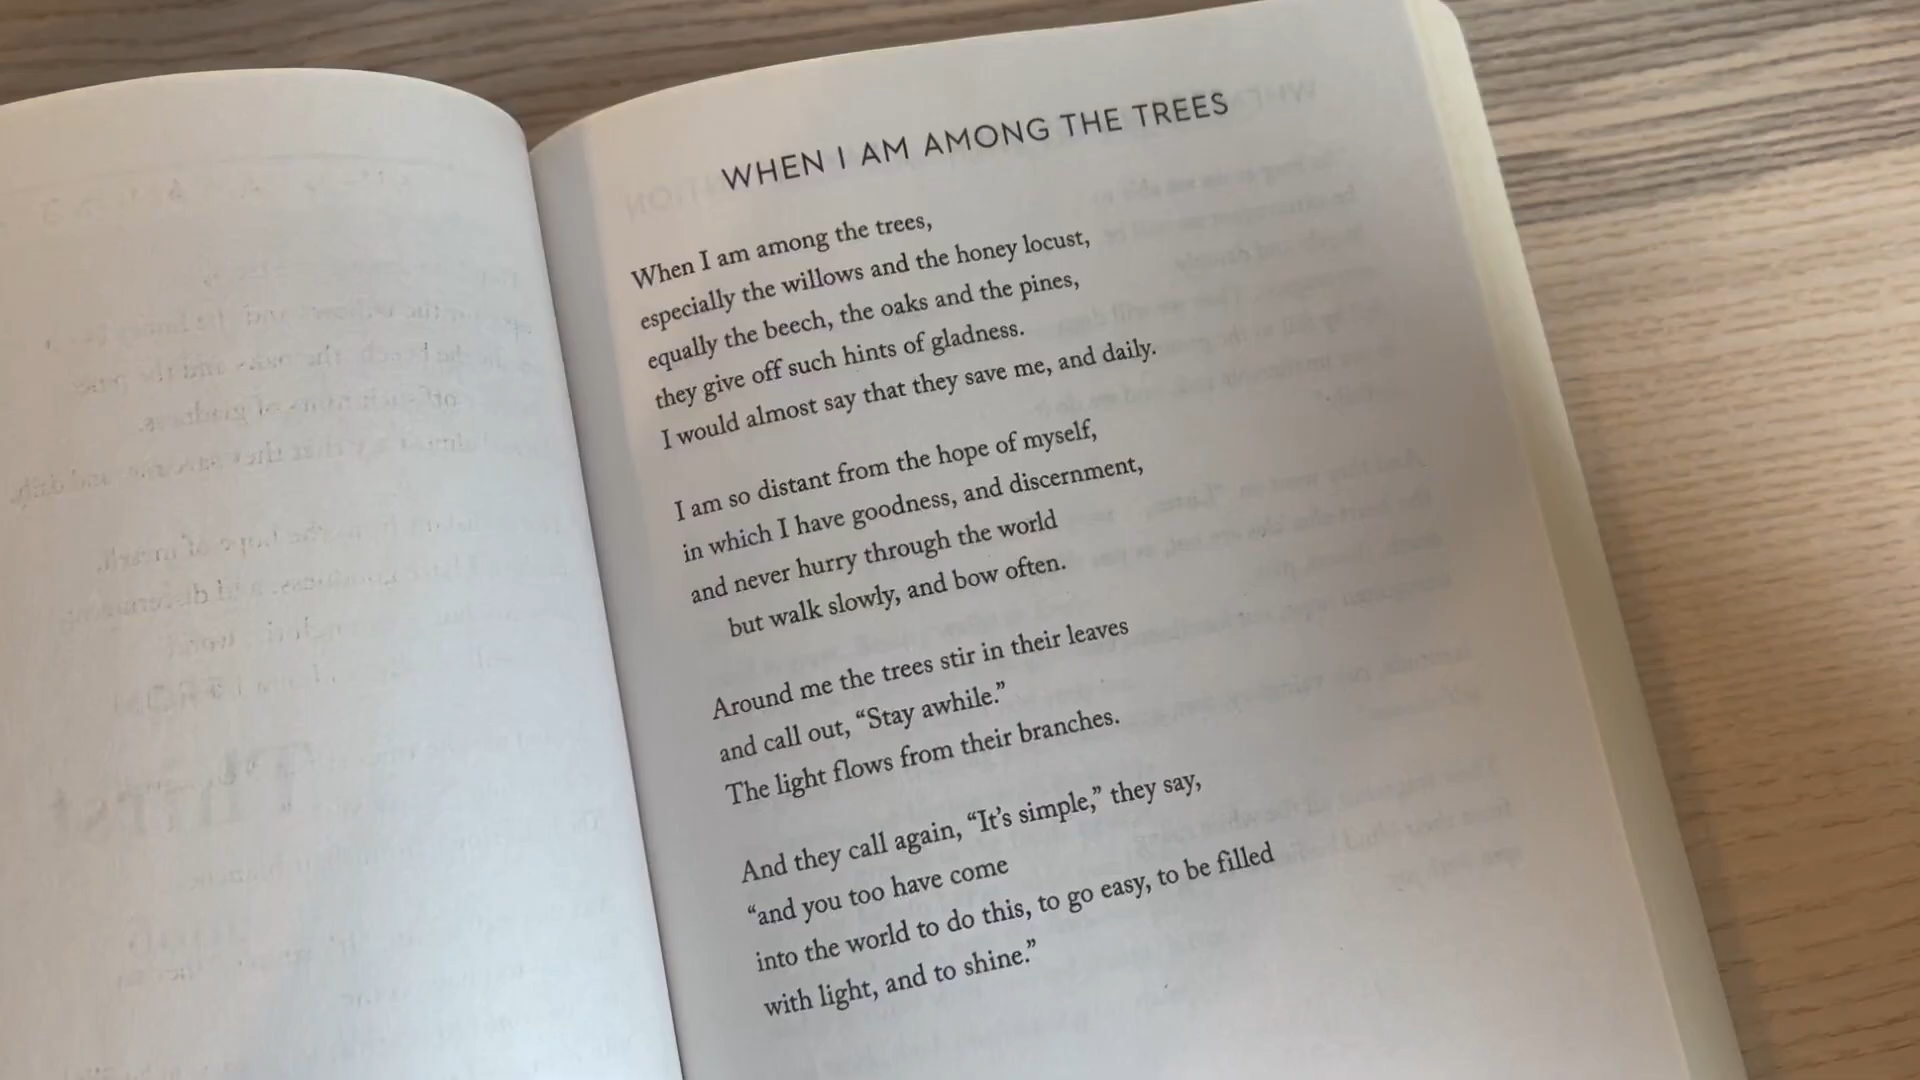 WHEN I AM AMONG THE TREES
When I am among the trees,
especially the willows and the honey locust,
equally the beech, the oaks and the pines,
they give off such hints of gladness.
I would almost say that they save me, and daily.
I am so distant from the hope of myself,
in which I have goodness, and discernment,
and never hurry through the world
but walk slowly, and bow often.
Around me the trees stir in their leaves
and call out, “Stay awhile.”
The light flows from their branches.
And they call again, “It’s simple,” they say,
“and you too have come
into the world to do this, to go easy, to be filled
with light, and to shine.”
Thirst